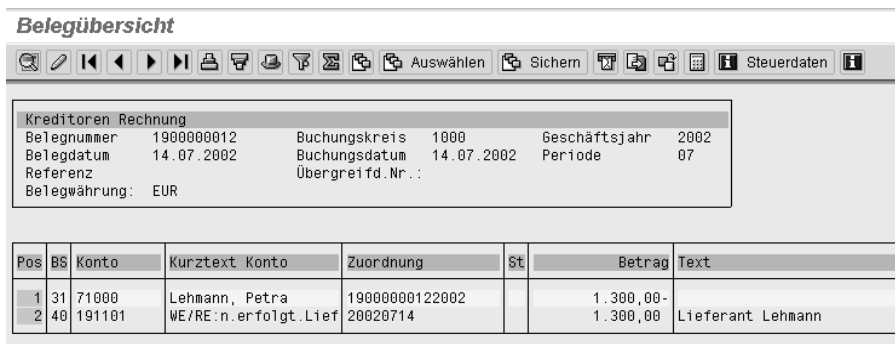 Belegübersicht
Auswählen Sichern Steuerdaten
Kreditoren Rechnung
Belegnummer 1900000012 Buchungskreis 1000 Geschäftsjahr 2002
Belegdatum 14.07.2002 Buchungsdatum 14.07.2002 Periode 07
Referenz Übergreifd.Nr.:
Belegwährung: EUR
Pos BS Konto Kurztext Konto Zuordnung St Betrag Text
1 31 71000 Lehmann, Petra 19000000122002 1.300,00-
2 40 191101 WE/RE:n.erfolgt.Lief 20020714 1.300,00 Lieferant Lehmann